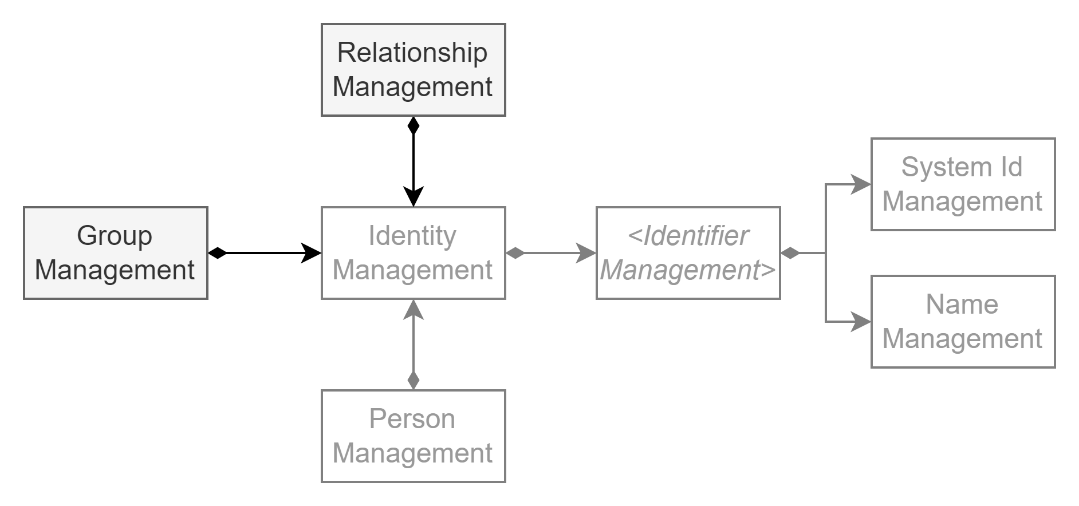 Relationship
Management
Group
Management
Identity
Management
<Identifier
Management>
System Id
Management
Name
Management
Person
Management